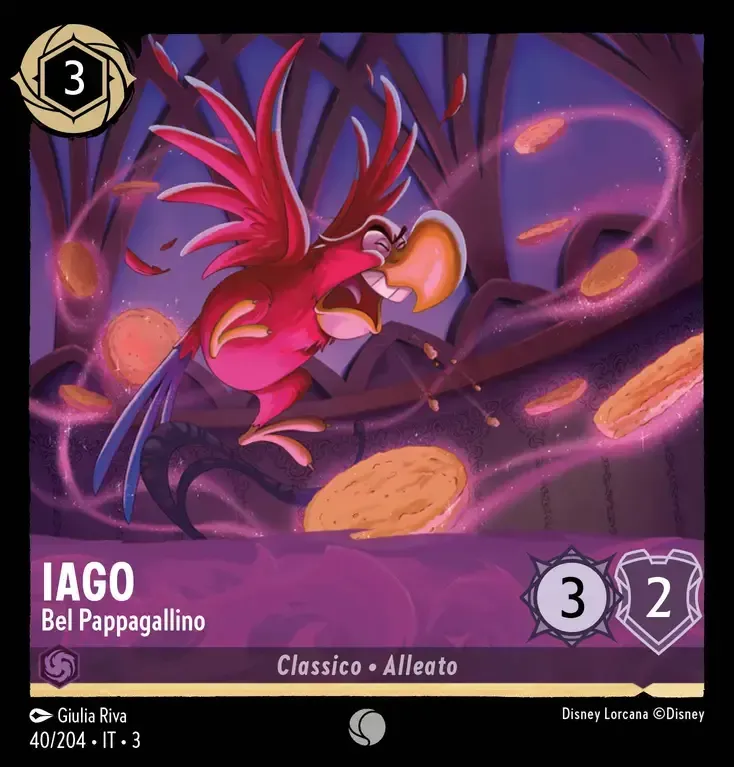 3
IAGO
Bel Pappagallino
3 2
Classico • Alleato
Giulia Riva
Disney Lorcana ©Disney
40/204 • IT • 3